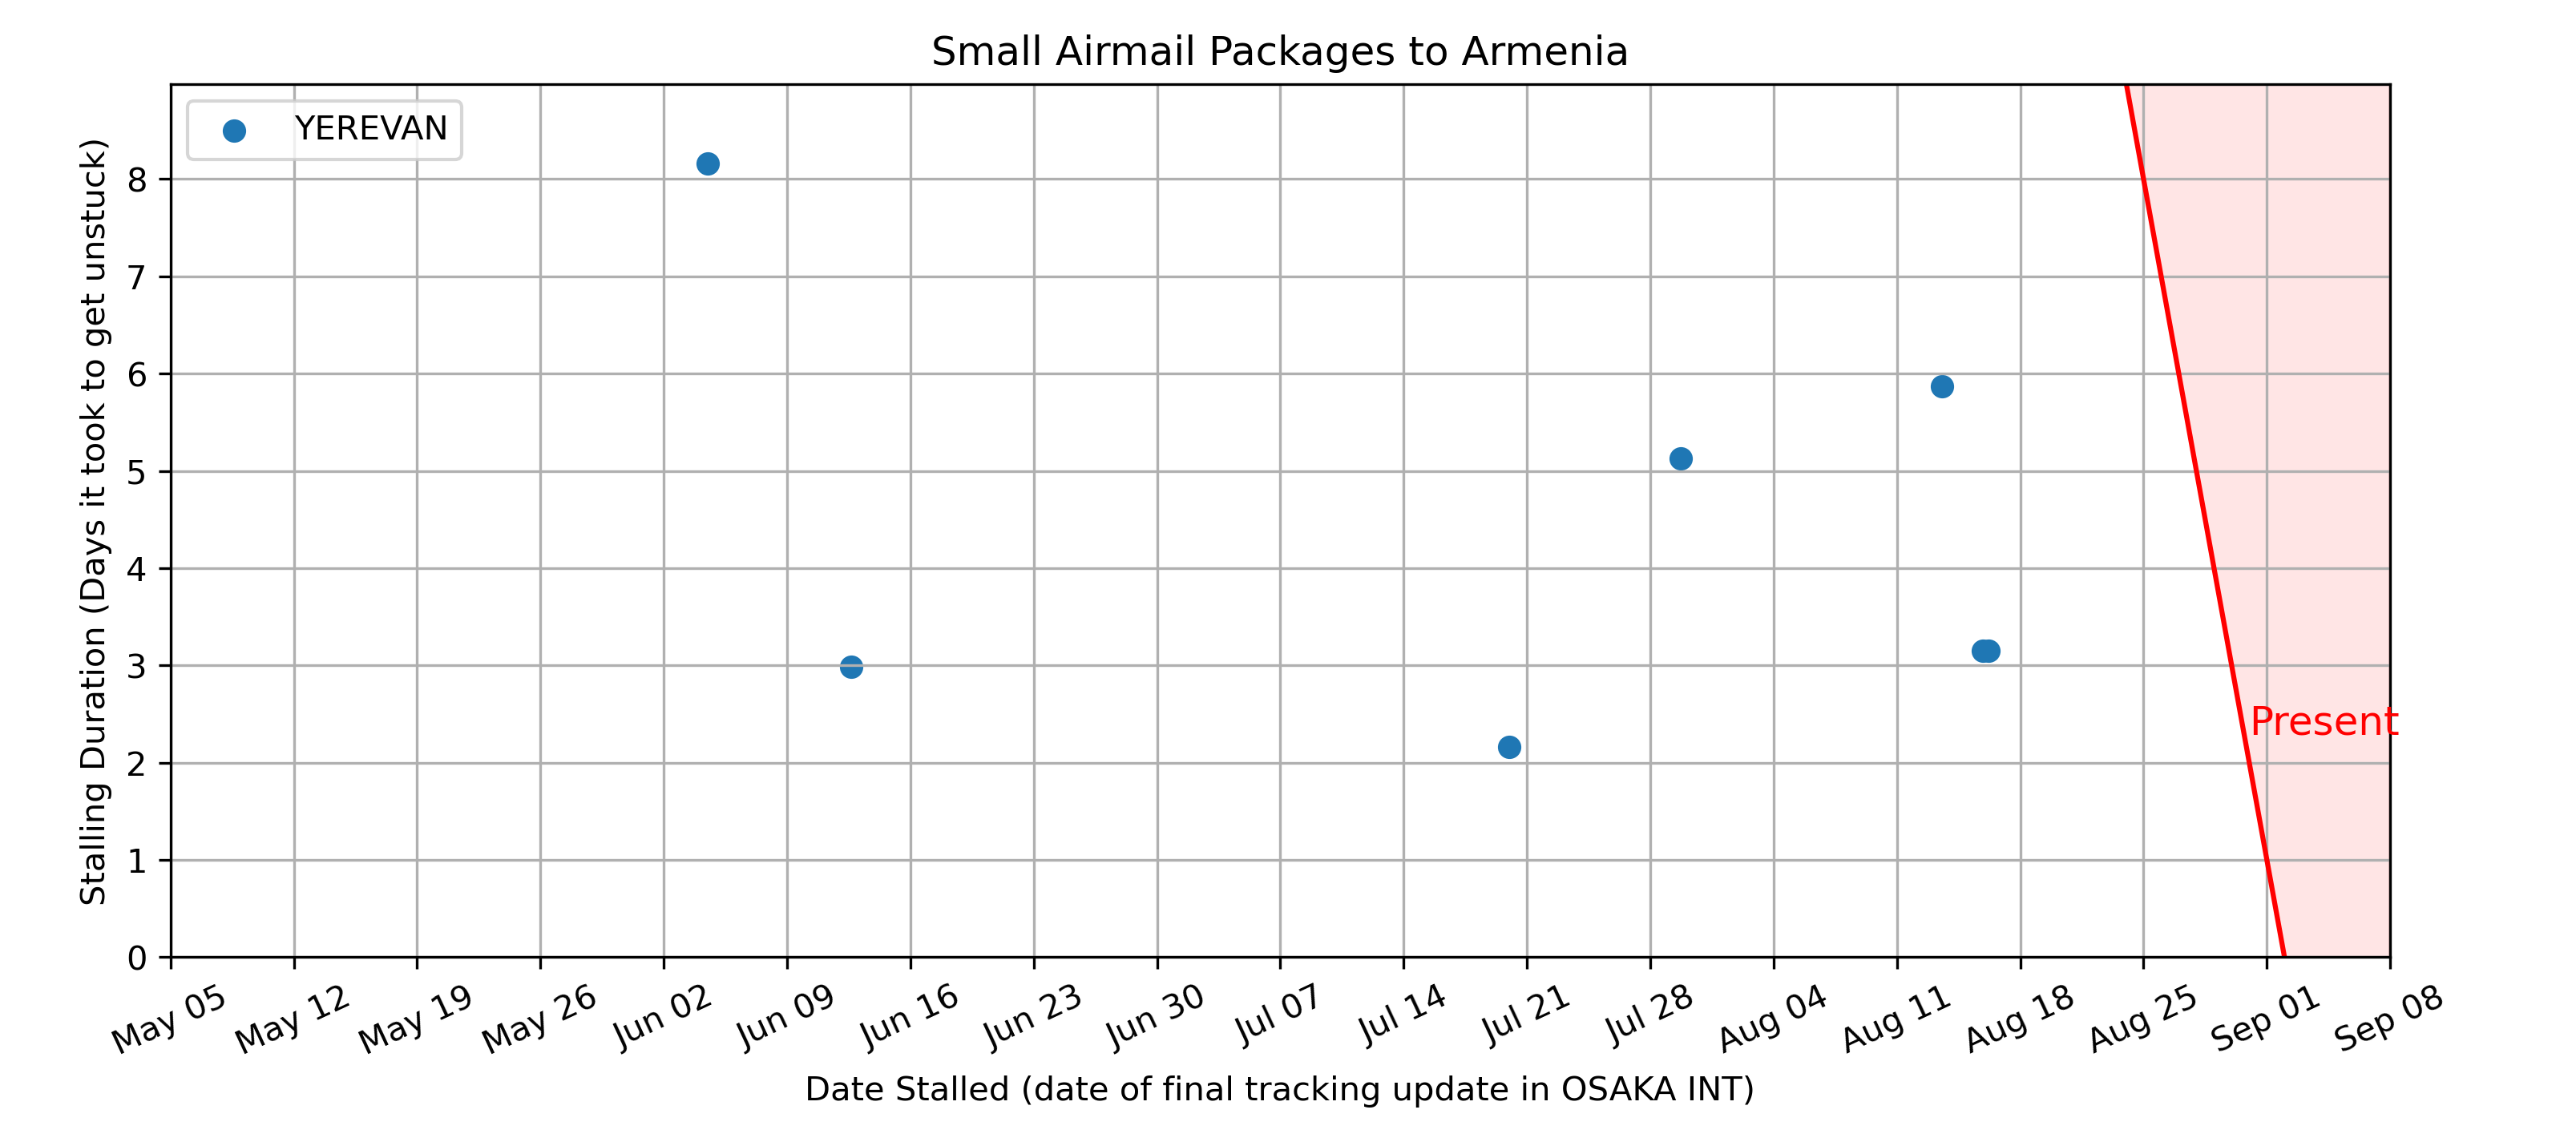 Small Airmail Packages to Armenia
YEREVAN
Stalling Duration (Days it took to get unstuck)
8
7
6
5
4
3
2
1
0
Present
May 05
May 12
May 19
May 26
Jun 02
Jun 09
Jun 16
Jun 23
Jun 30
Jul 07
Jul 14
Jul 21
Jul 28
Aug 04
Aug 11
Aug 18
Aug 25
Sep 01
Sep 08
Date Stalled (date of final tracking update in OSAKA INT)